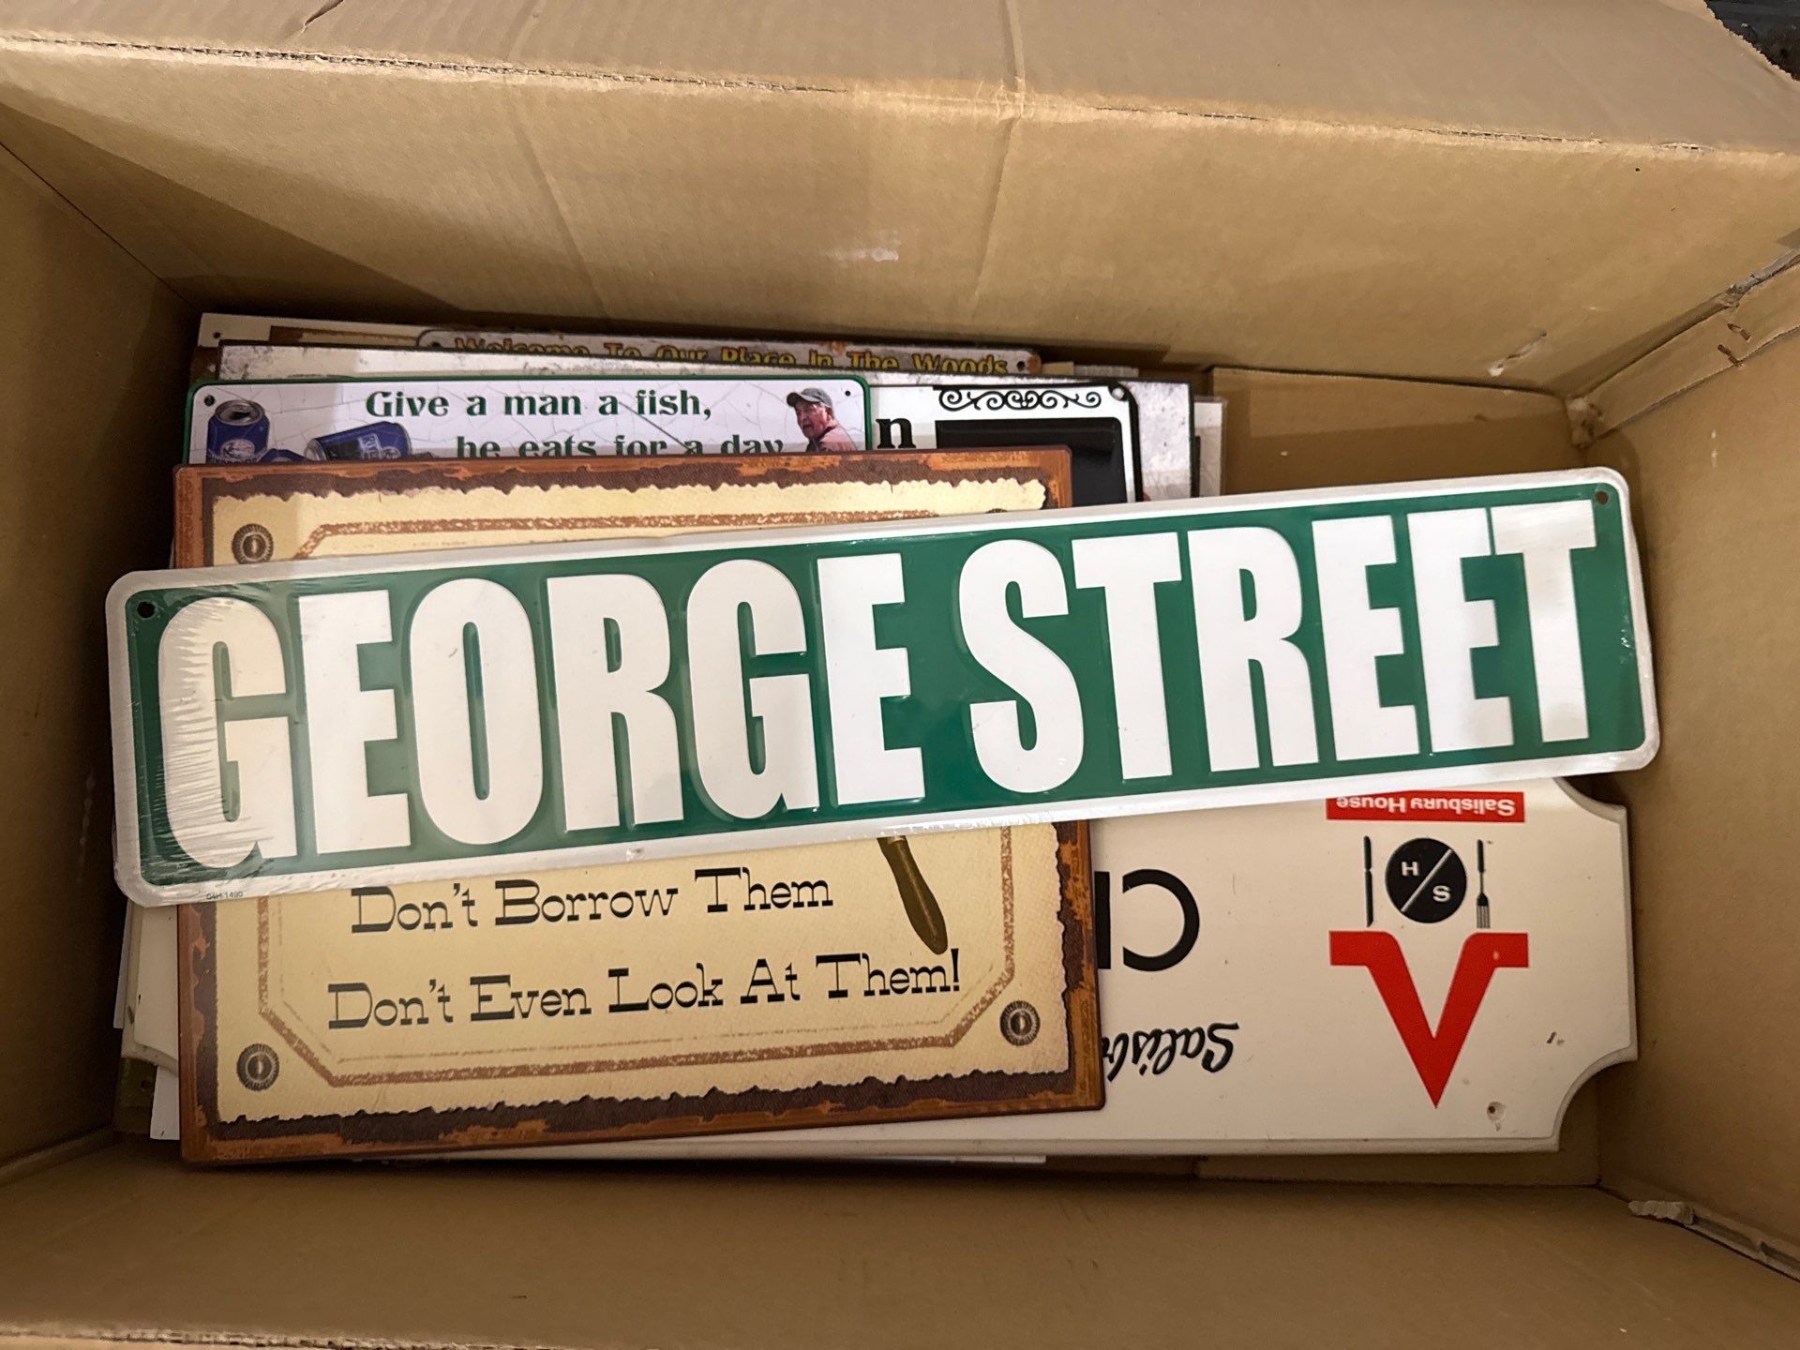 Welcome To Our Place In The Woods
Give a man a fish,
he eats for a day
n
GEORGE STREET
Don't Borrow Them
Don't Even Look At Them!
Salisbury House
H S